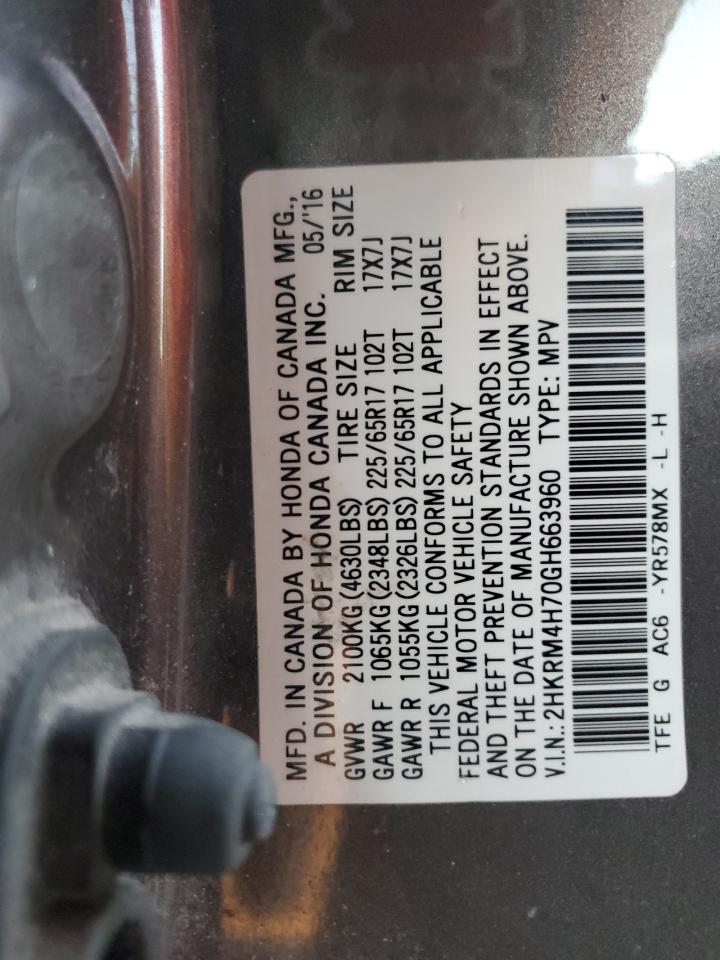 MFD. IN CANADA BY HONDA OF CANADA MFG.,
A DIVISION OF HONDA CANADA INC. 05/'16
GVWR 2100KG (4630LBS) TIRE SIZE RIM SIZE
GAWR F 1065KG (2348LBS) 225/65R17 102T 17X7J
GAWR R 1055KG (2326LBS) 225/65R17 102T 17X7J
THIS VEHICLE CONFORMS TO ALL APPLICABLE
FEDERAL MOTOR VEHICLE SAFETY
AND THEFT PREVENTION STANDARDS IN EFFECT
ON THE DATE OF MANUFACTURE SHOWN ABOVE.
V.I.N.: 2HKRM4H70GH663960 TYPE: MPV
TFE G AC6 -YR578MX -L -H